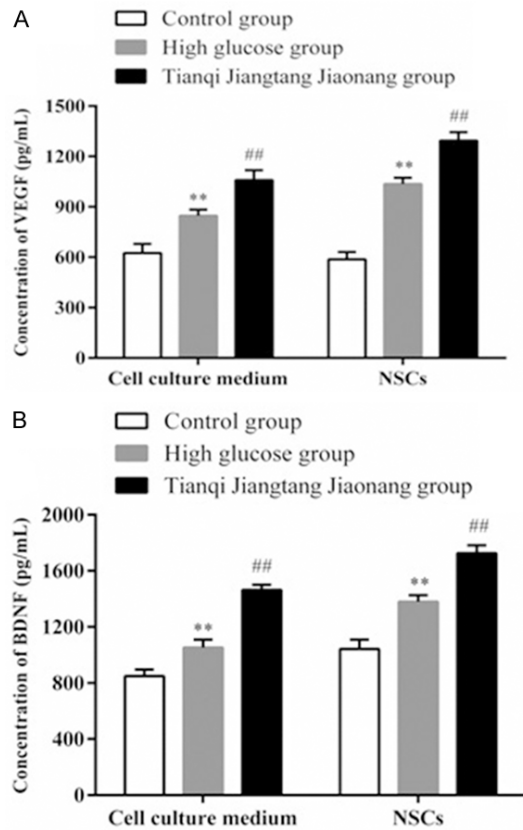 A
Control group
High glucose group
Tianqi Jiangtang Jiaonang group
Concentration of VEGF (pg/mL)
1500
1200
900
600
300
0
**
##
**
##
Cell culture medium
NSCs
B
Control group
High glucose group
Tianqi Jiangtang Jiaonang group
Concentration of BDNF (pg/mL)
2000
1600
1200
800
400
0
**
##
**
##
Cell culture medium
NSCs